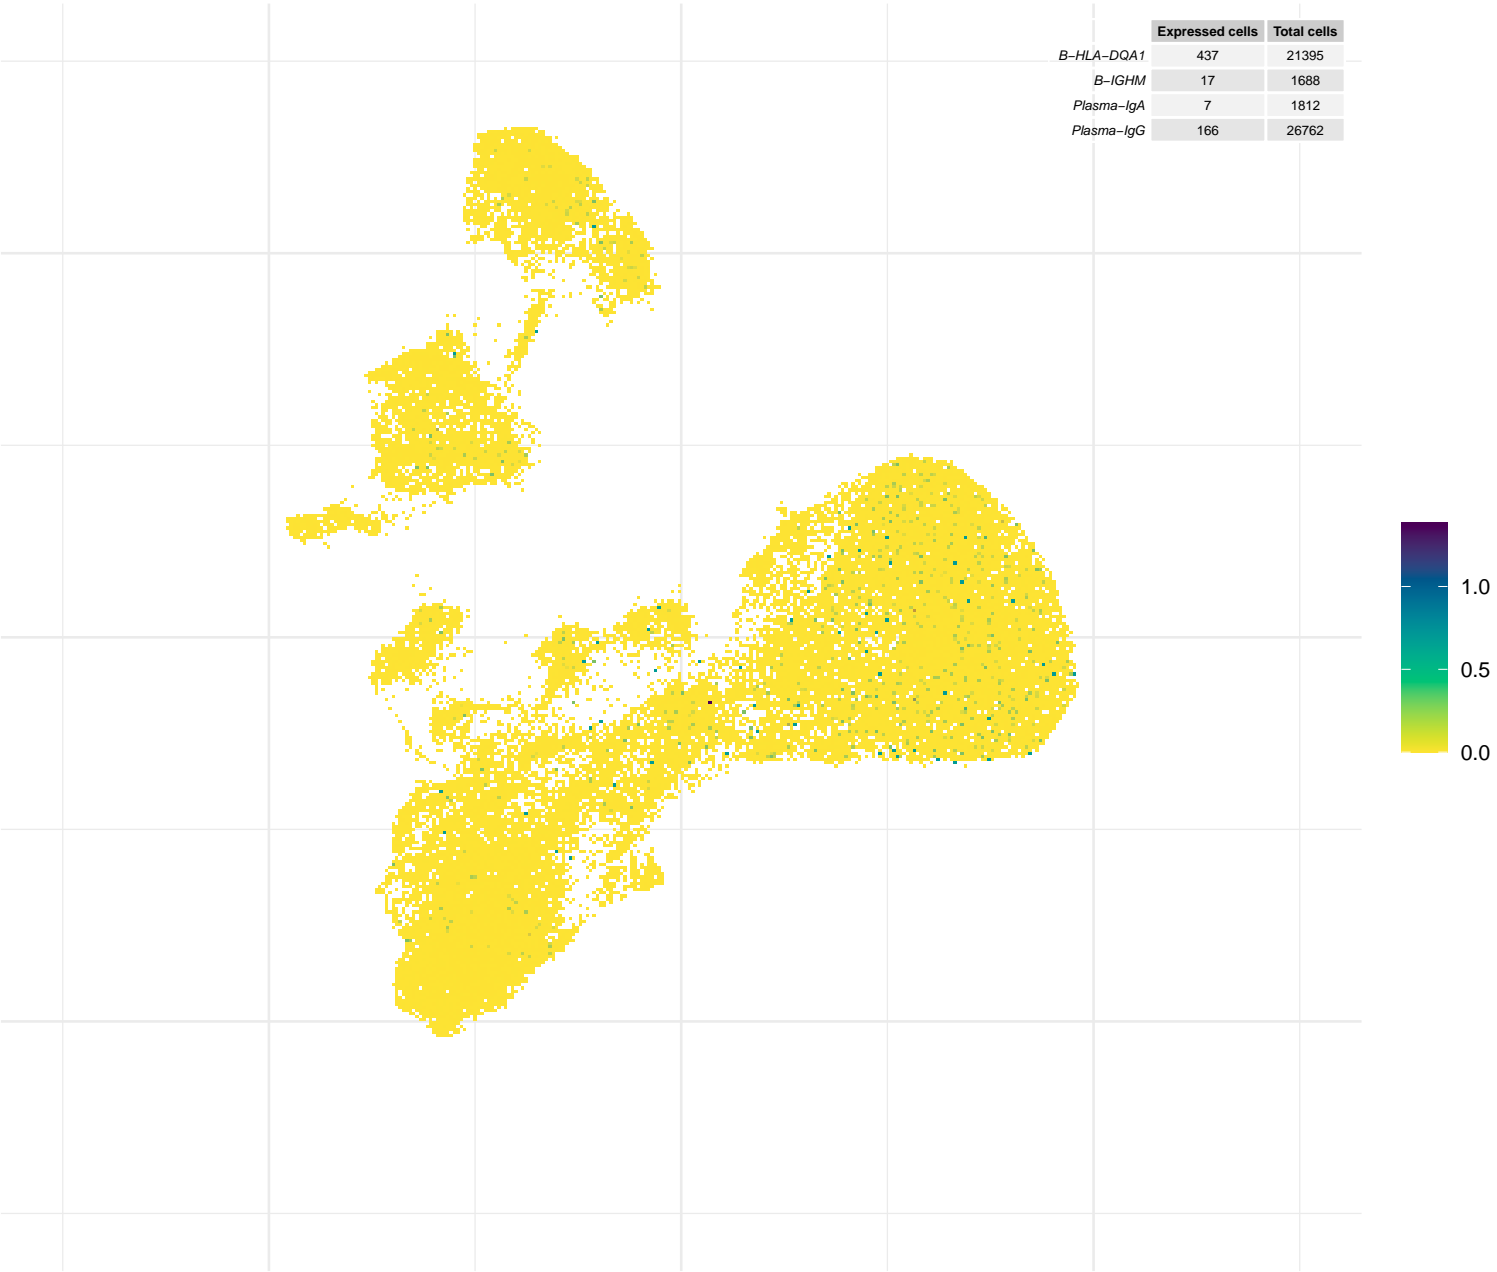 Expressed cells Total cells
B−HLA−DQA1 437 21395
B−IGHM 17 1688
Plasma−IgA 7 1812
Plasma−IgG 166 26762
1.0
0.5
0.0